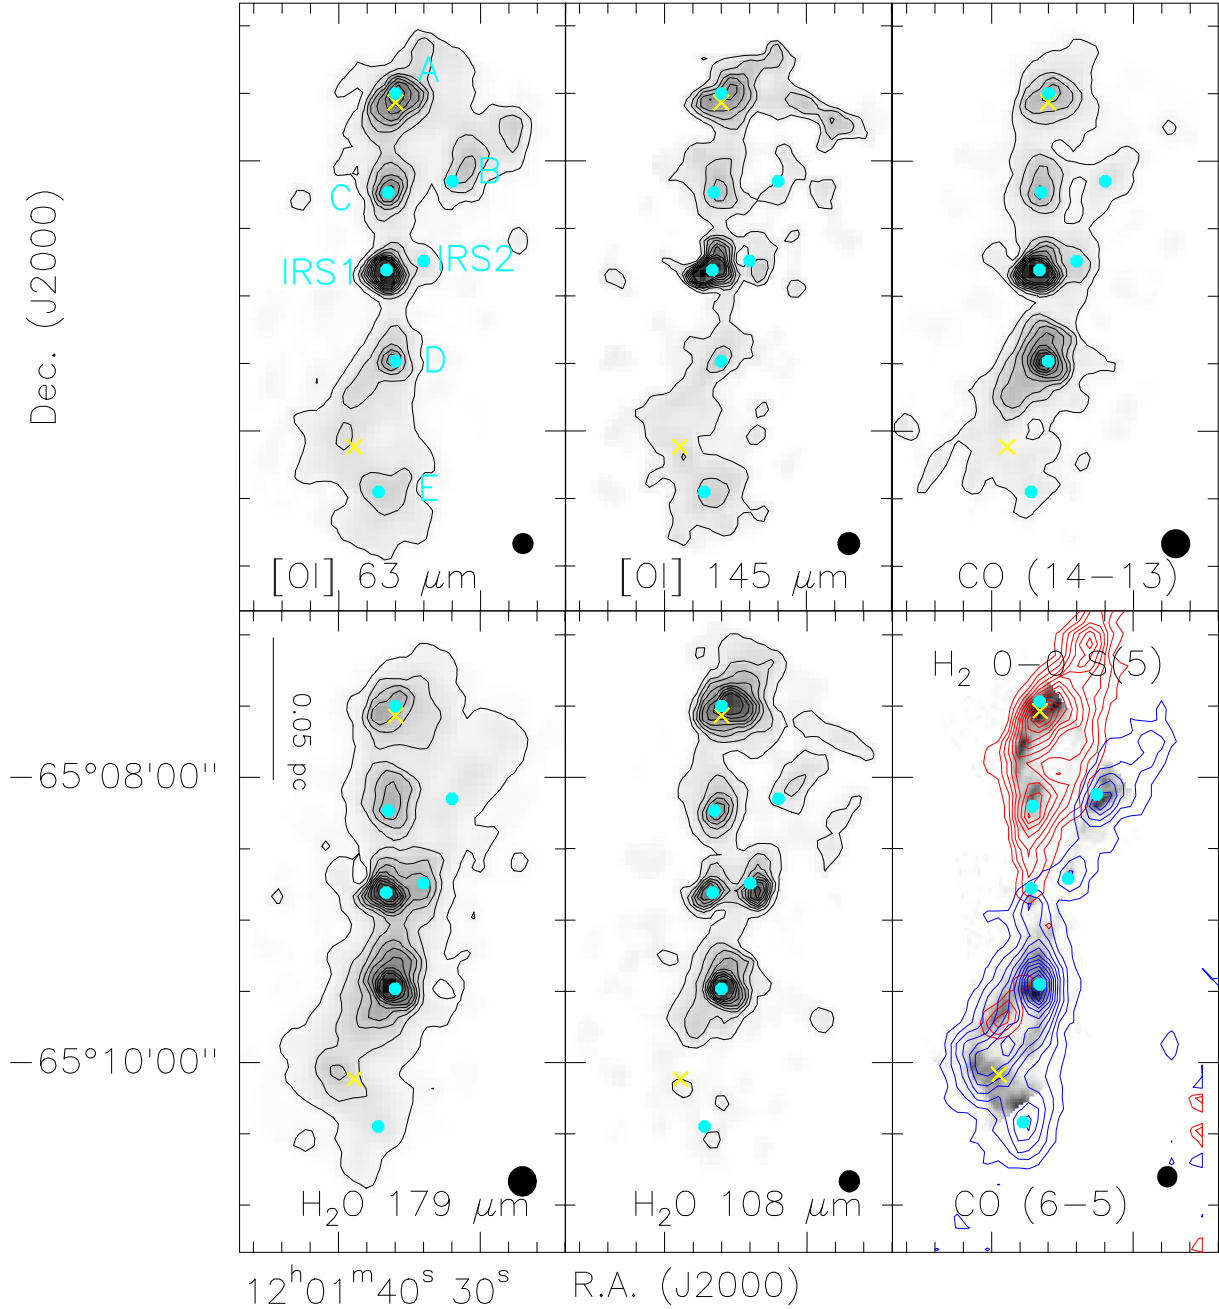 Dec. (J2000)
A
B
C
IRS1
IRS2
D
E
[OI] 63 μm
[OI] 145 μm
CO (14−13)
0.05 pc
H₂ 0−0 S(5)
−65°08'00"
−65°10'00"
H₂O 179 μm
H₂O 108 μm
CO (6−5)
12ʰ01ᵐ40ˢ 30ˢ
R.A. (J2000)